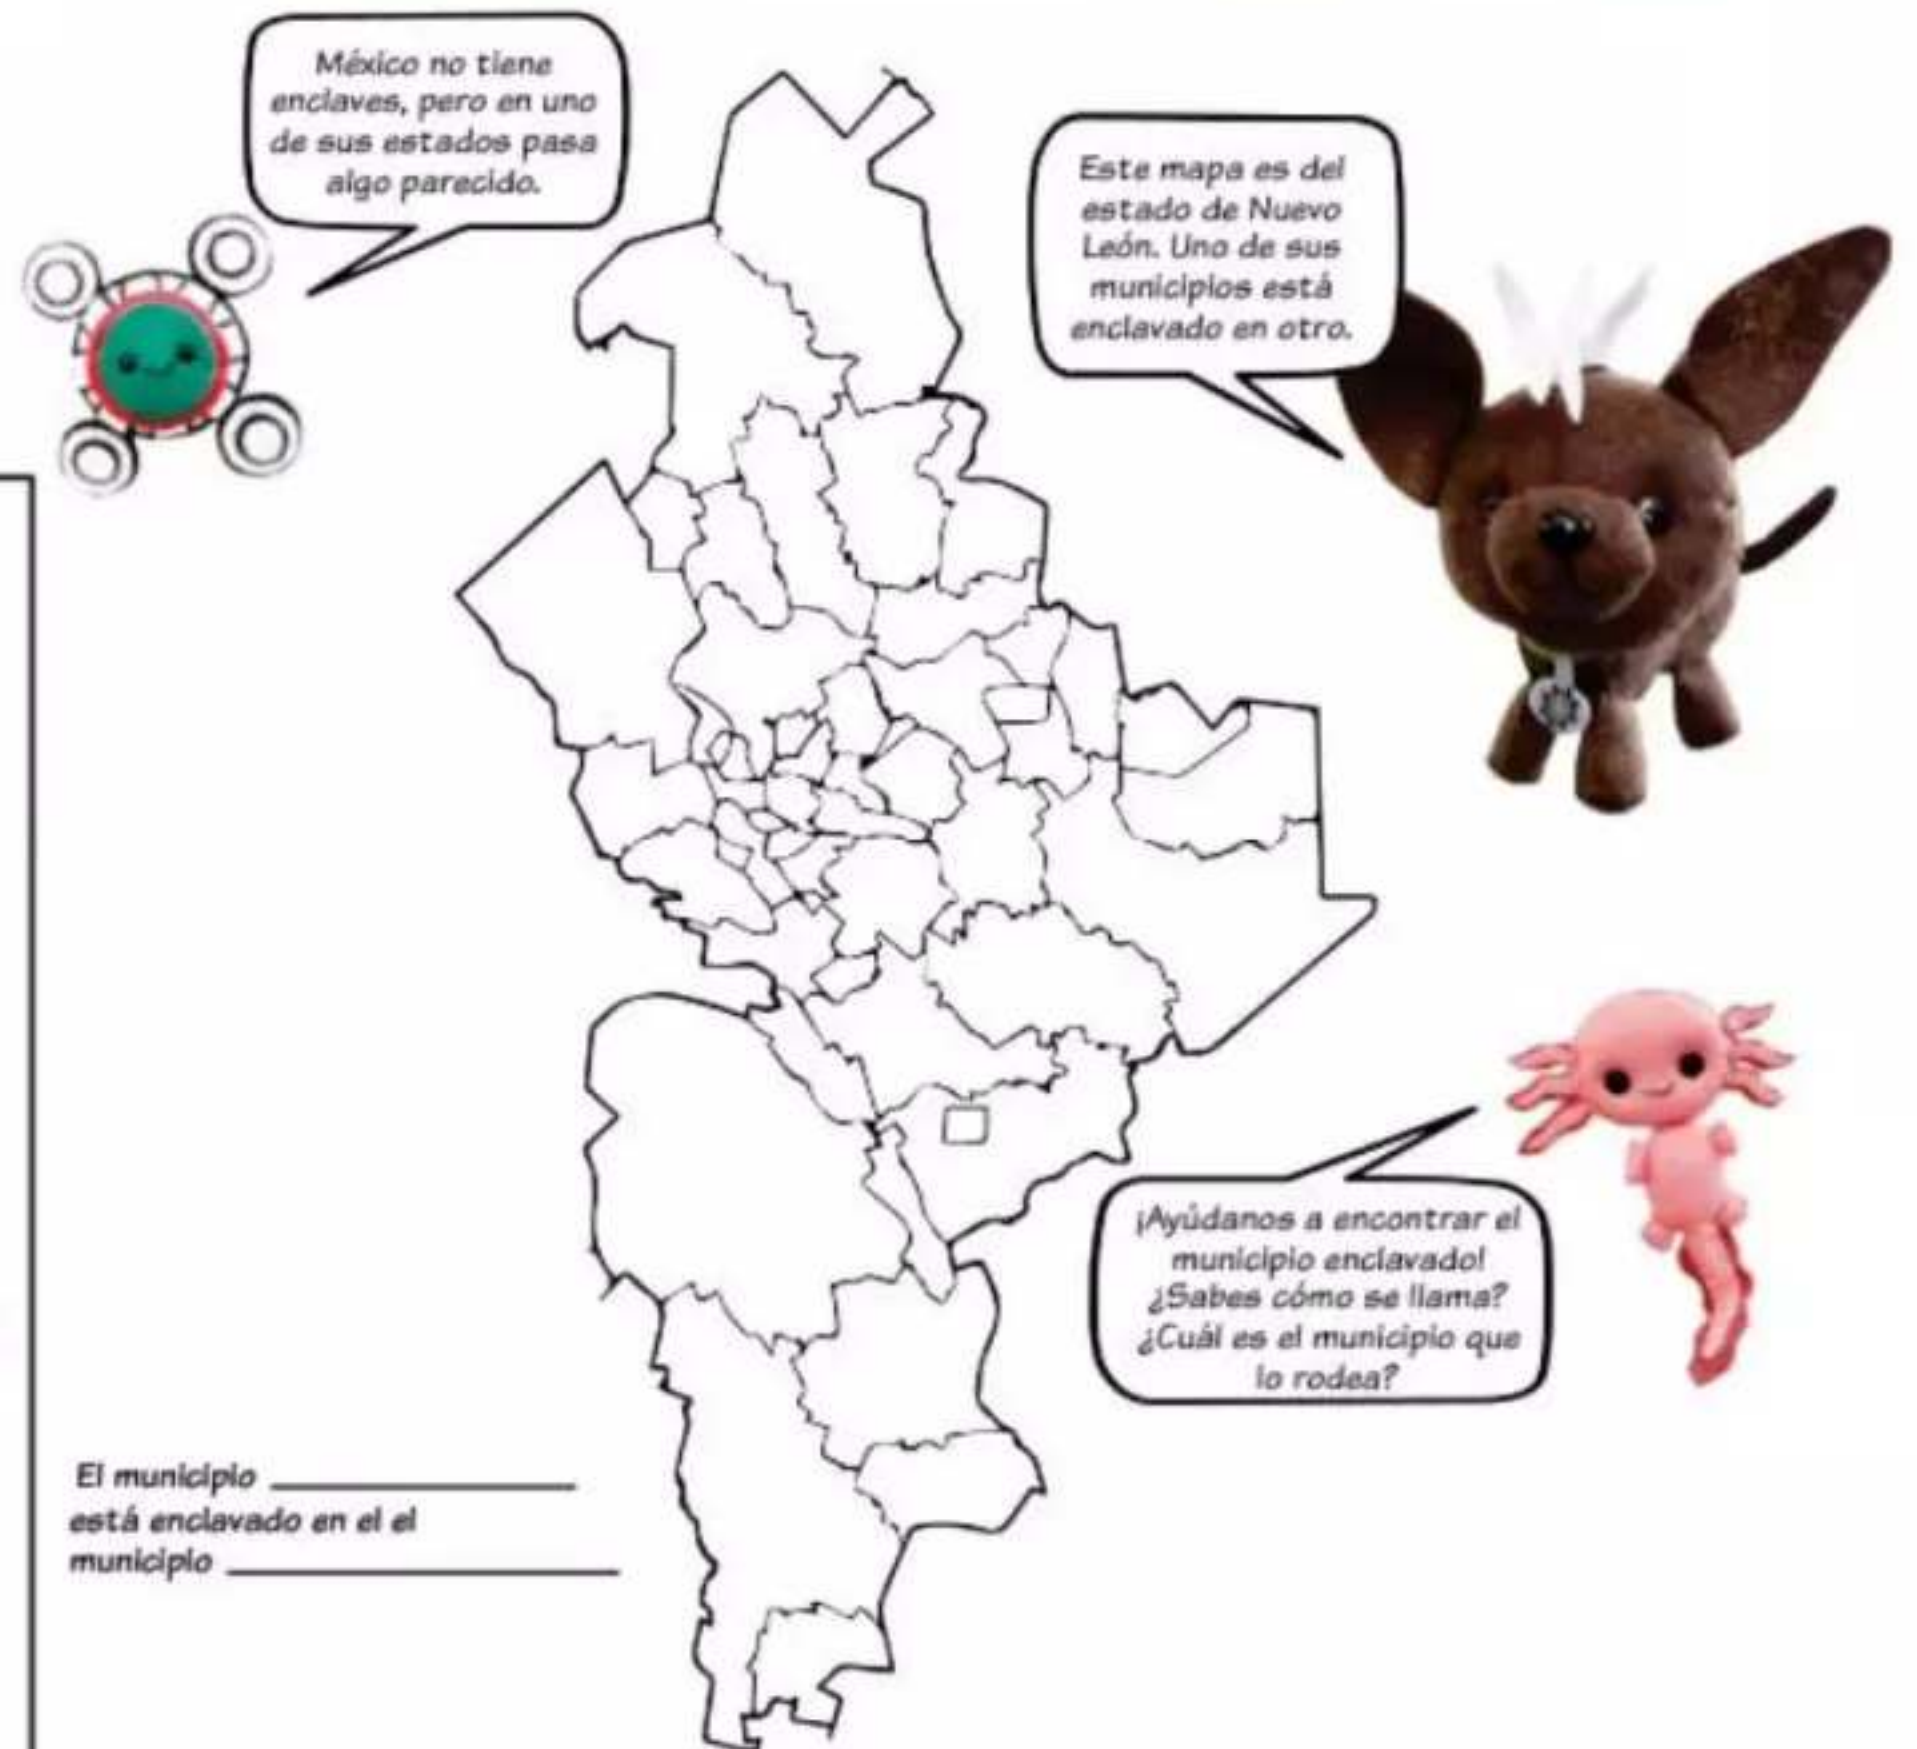 México no tiene
enclaves, pero en uno
de sus estados pasa
algo parecido.
Este mapa es del
estado de Nuevo
León. Uno de sus
municipios está
enclavado en otro.
¡Ayúdanos a encontrar el
municipio enclavado!
¿Sabes cómo se llama?
¿Cuál es el municipio que
lo rodea?
El municipio
está enclavado en el el
municipio